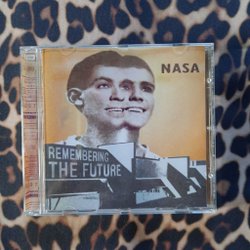 NASA
REMEMBERING
THE FUTURE